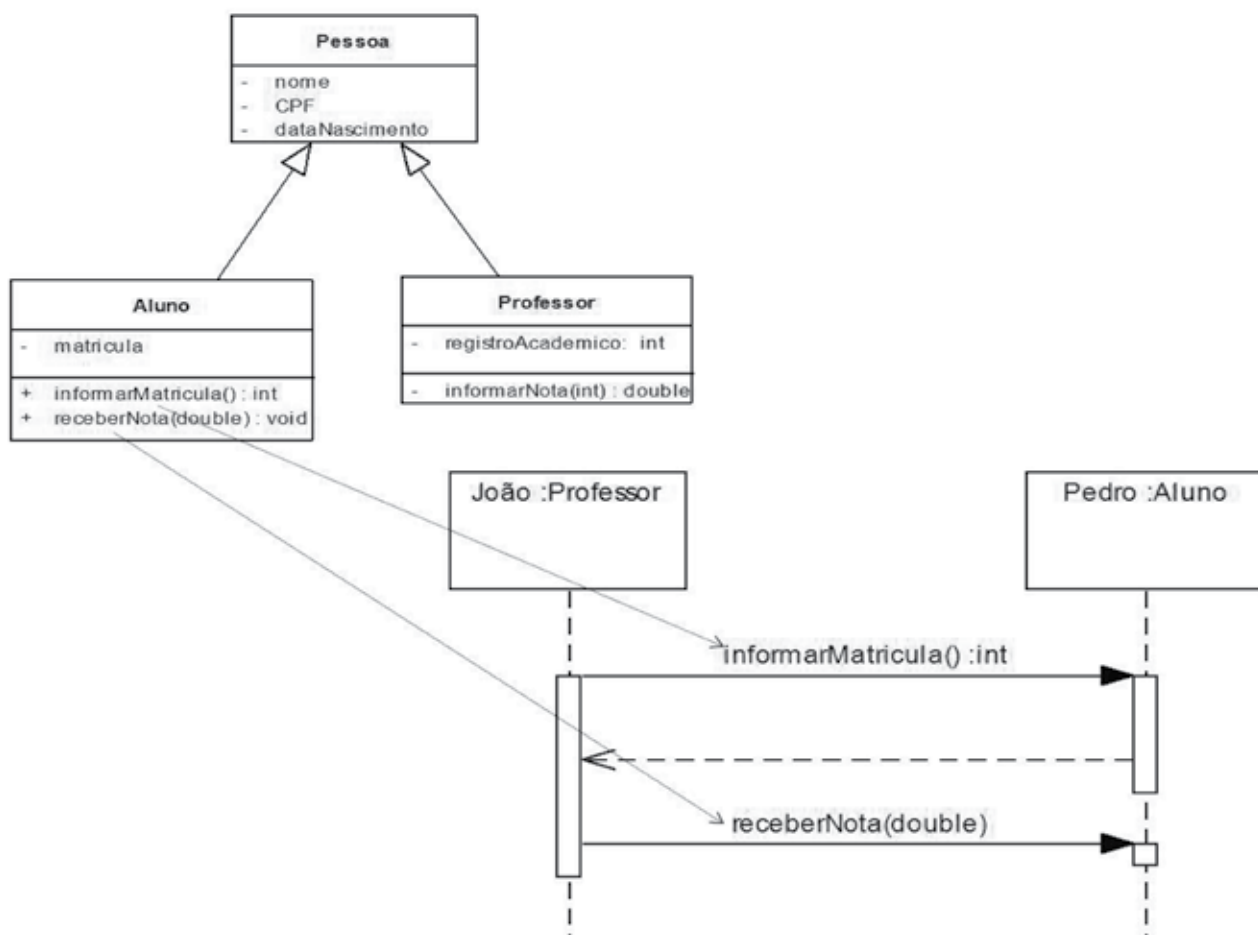 Pessoa
- nome
- CPF
- dataNascimento
Aluno
- matricula
+ informarMatricula() : int
+ receberNota(double) : void
Professor
- registroAcademico: int
- informarNota(int) : double
João :Professor
Pedro :Aluno
informarMatricula() :int
receberNota(double)